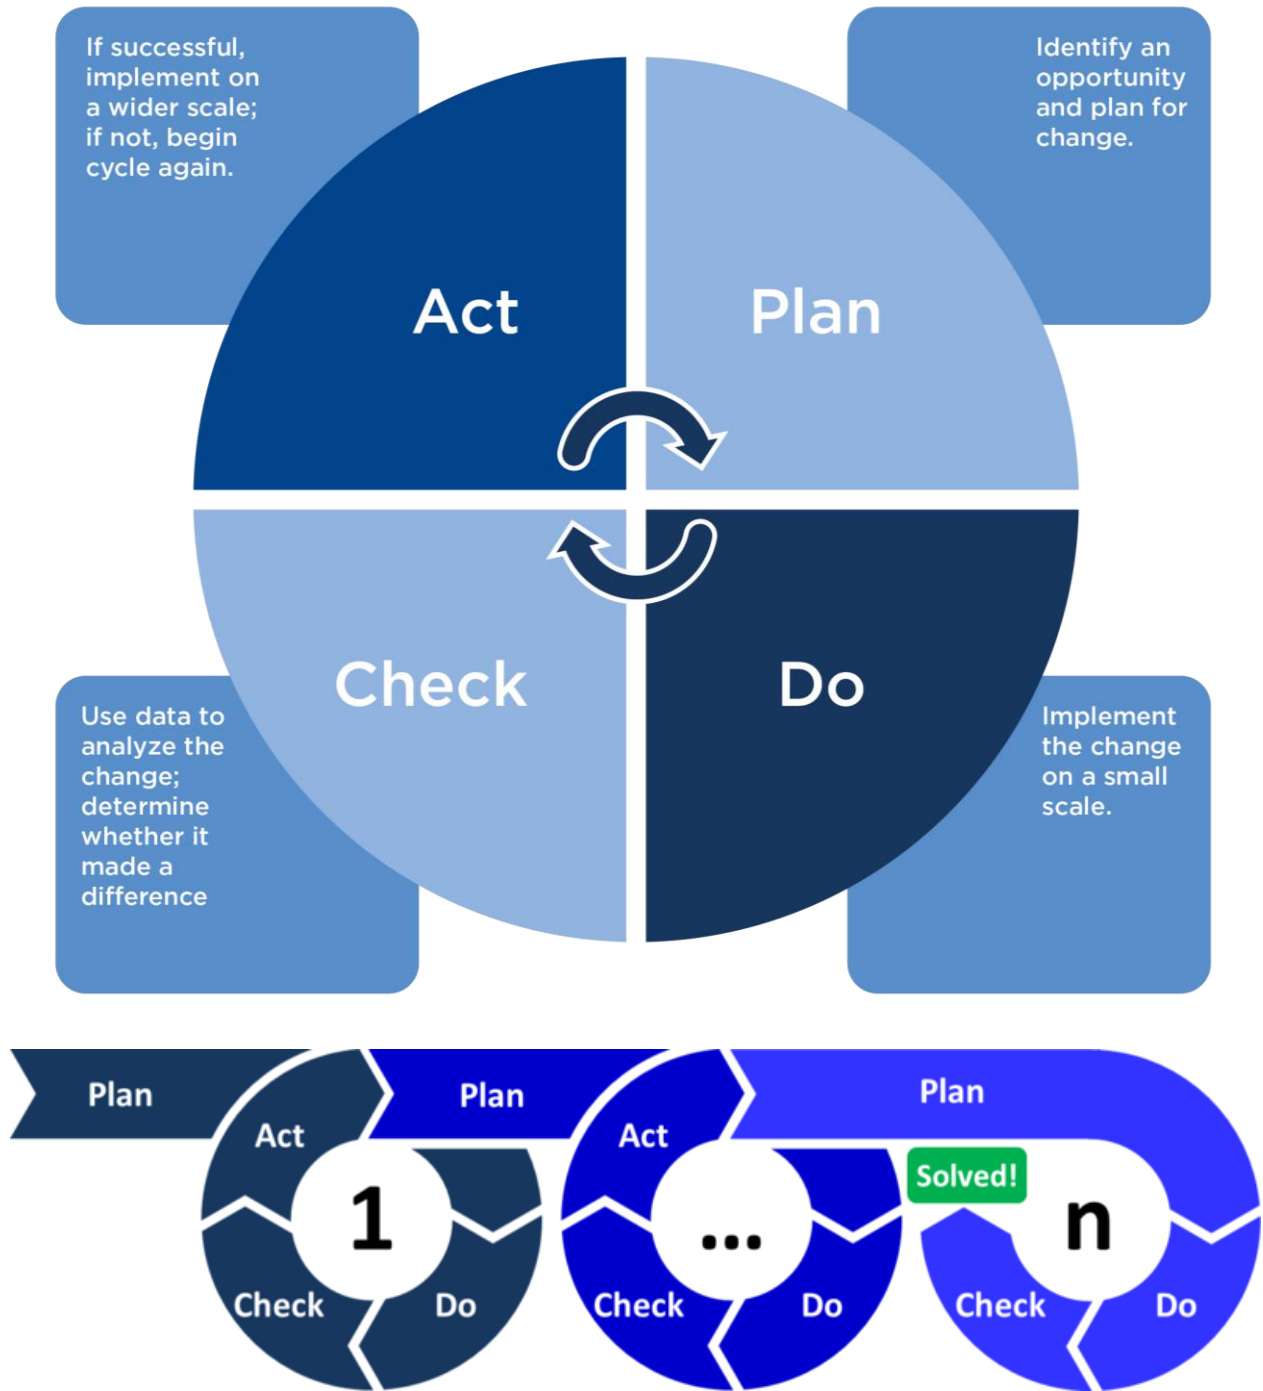 If successful,
implement on
a wider scale;
if not, begin
cycle again.
Identify an
opportunity
and plan for
change.
Act
Plan
Check
Do
Use data to
analyze the
change;
determine
whether it
made a
difference
Implement
the change
on a small
scale.
Plan
Act
1
Check
Do
Plan
Act
...
Check
Do
Plan
Solved!
n
Check
Do